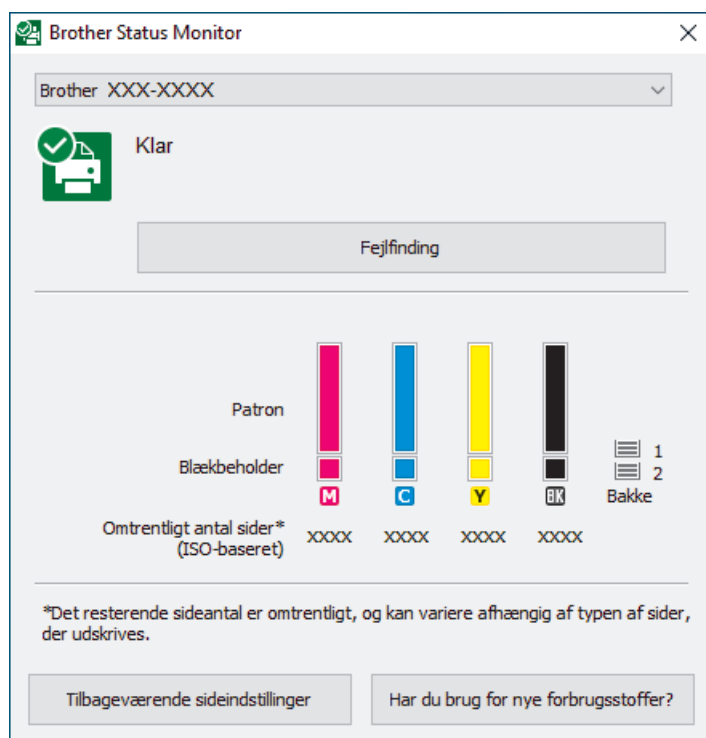 Brother Status Monitor
Brother XXX-XXXX
Klar
Fejlfinding
Patron
Blækbeholder
1
2
M C Y BK Bakke
Omtrentligt antal sider* XXXX XXXX XXXX XXXX
(ISO-baseret)
*Det resterende sideantal er omtrentligt, og kan variere afhængig af typen af sider,
der udskrives.
Tilbageværende sideindstillinger
Har du brug for nye forbrugsstoffer?